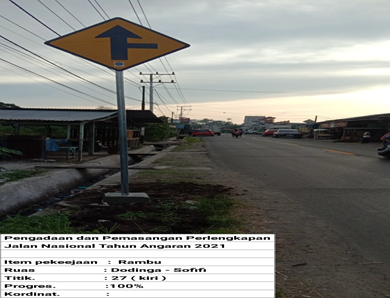 Pengadaan dan Pemasangan Perlengkapan
Jalan Nasional Tahun Angaran 2021
Item pekeejaan : Rambu
Ruas : Dodinga - Sofifi
Titik. : 27 ( kiri )
Progres. :100%
Kordinat. :